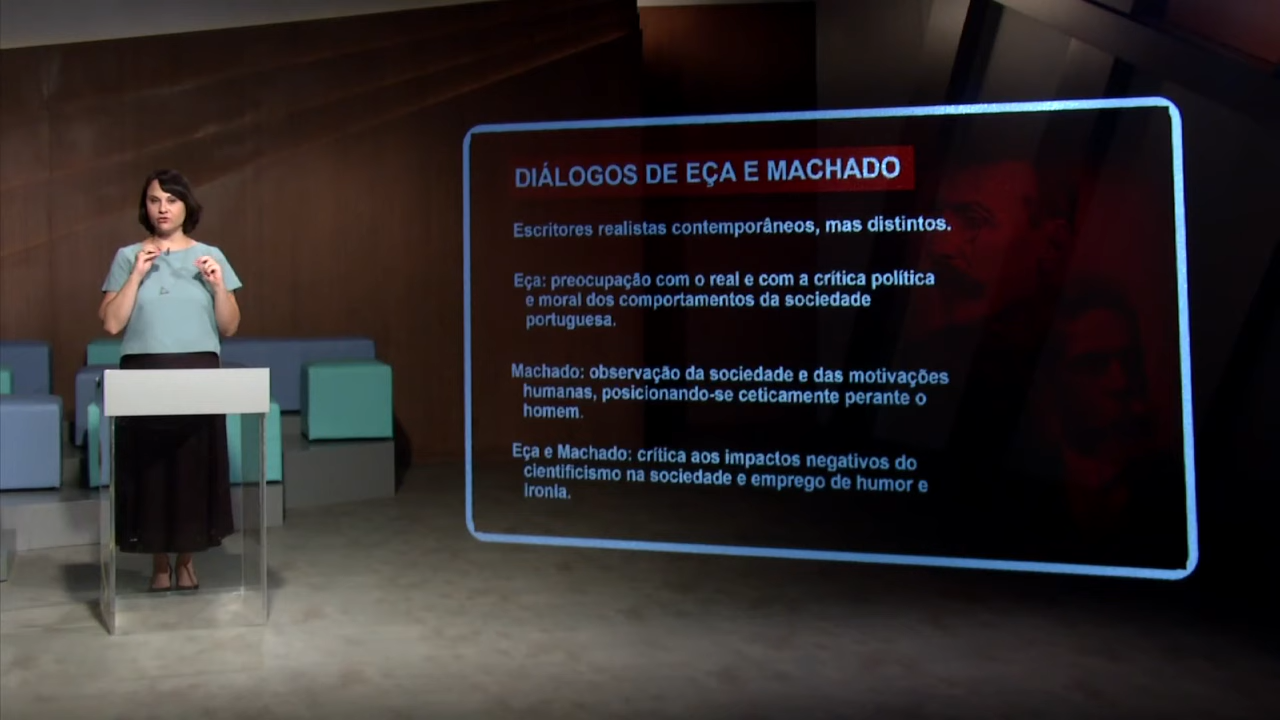 DIÁLOGOS DE EÇA E MACHADO
Escritores realistas contemporâneos, mas distintos.
Eça: preocupação com o real e com a crítica política
e moral dos comportamentos da sociedade
portuguesa.
Machado: observação da sociedade e das motivações
humanas, posicionando-se ceticamente perante o
homem.
Eça e Machado: crítica aos impactos negativos do
cientificismo na sociedade e emprego de humor e
ironia.